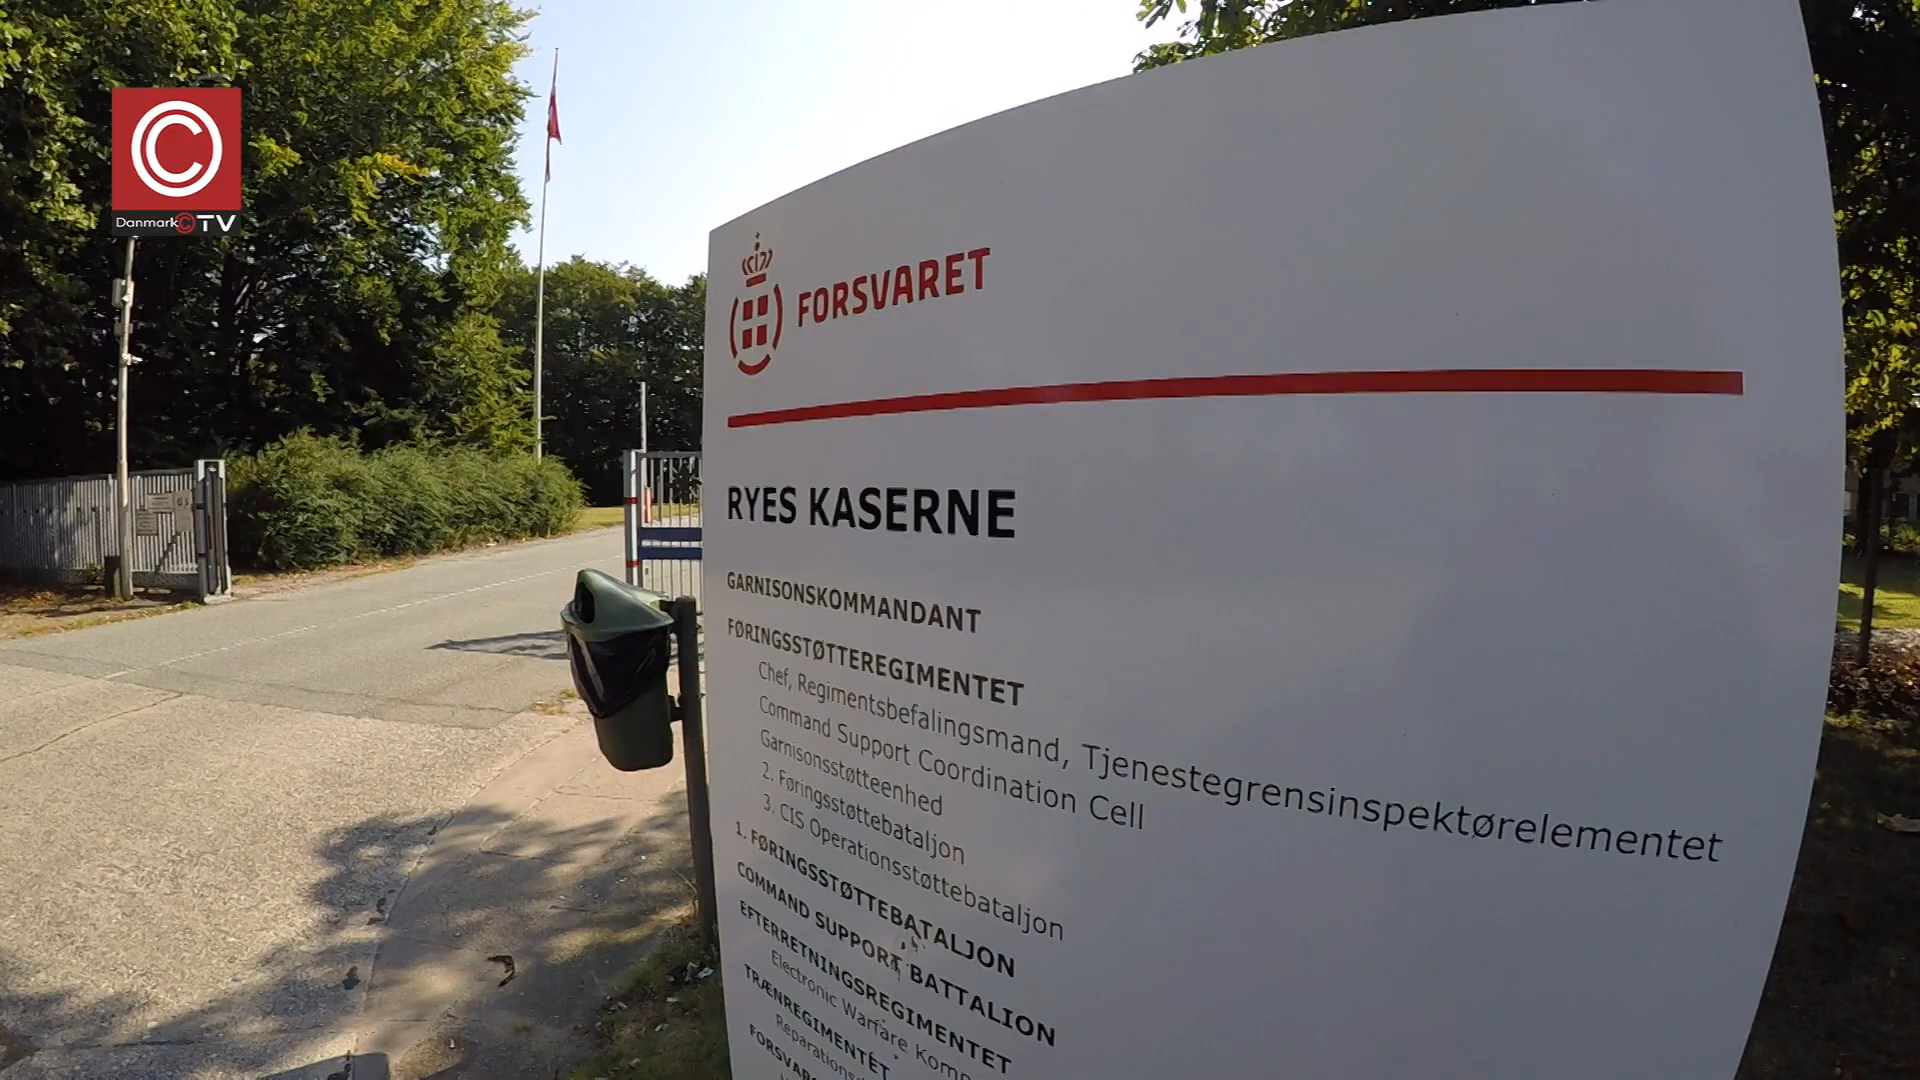 C
Danmark©TV
FORSVARET
RYES KASERNE
GARNISONSKOMMANDANT
FØRINGSSTØTTEREGIMENTET
Chef, Regimentsbefalingsmand, Tjenestegrensinspektørelementet
Command Support Coordination Cell
Garnisonsstøtteenhed
2. Føringsstøttebataljon
3. CIS Operationsstøttebataljon
1. FØRINGSSTØTTEBATALJON
COMMAND SUPPORT BATTALION
EFTERRETNINGSREGIMENTET
Electronic Warfare
TRÆNREGIMENTET